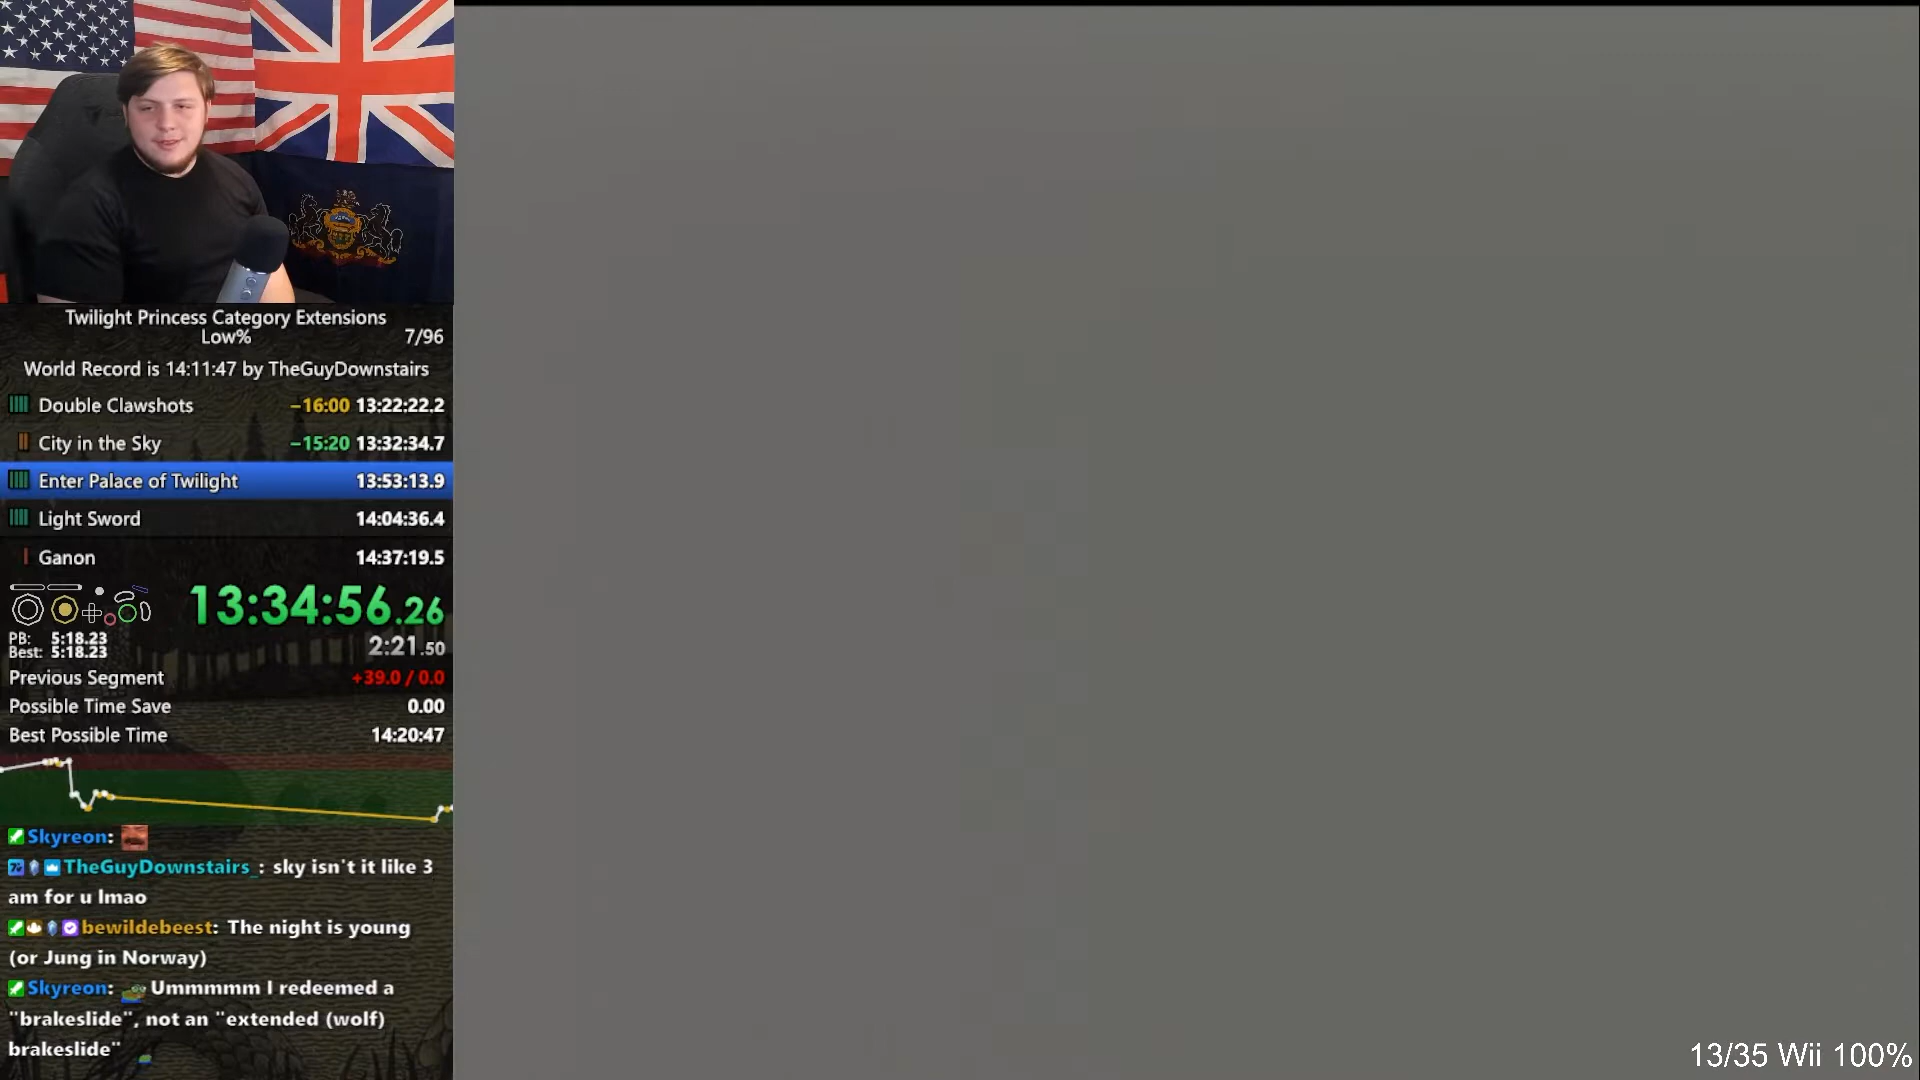 Twilight Princess Category Extensions
Low% 7/96
World Record is 14:11:47 by TheGuyDownstairs
Double Clawshots −16:00 13:22:22.2
City in the Sky −15:20 13:32:34.7
Enter Palace of Twilight 13:53:13.9
Light Sword 14:04:36.4
Ganon 14:37:19.5
13:34:56.26
PB: 5:18.23
Best: 5:18.23
2:21.50
Previous Segment +39.0 / 0.0
Possible Time Save 0.00
Best Possible Time 14:20:47
Skyreon:
TheGuyDownstairs_: sky isn't it like 3
am for u lmao
bewildebeest: The night is young
(or Jung in Norway)
Skyreon: Ummmmm I redeemed a
"brakeslide", not an "extended (wolf)
brakeslide"
13/35 Wii 100%